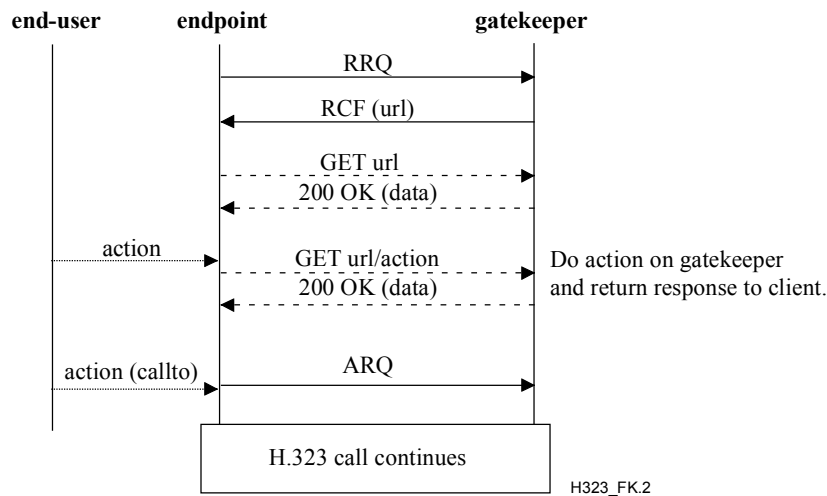 end-user endpoint gatekeeper
RRQ
RCF (url)
GET url
200 OK (data)
action
GET url/action
Do action on gatekeeper
200 OK (data)
and return response to client.
action (callto)
ARQ
H.323 call continues
H323_FK.2